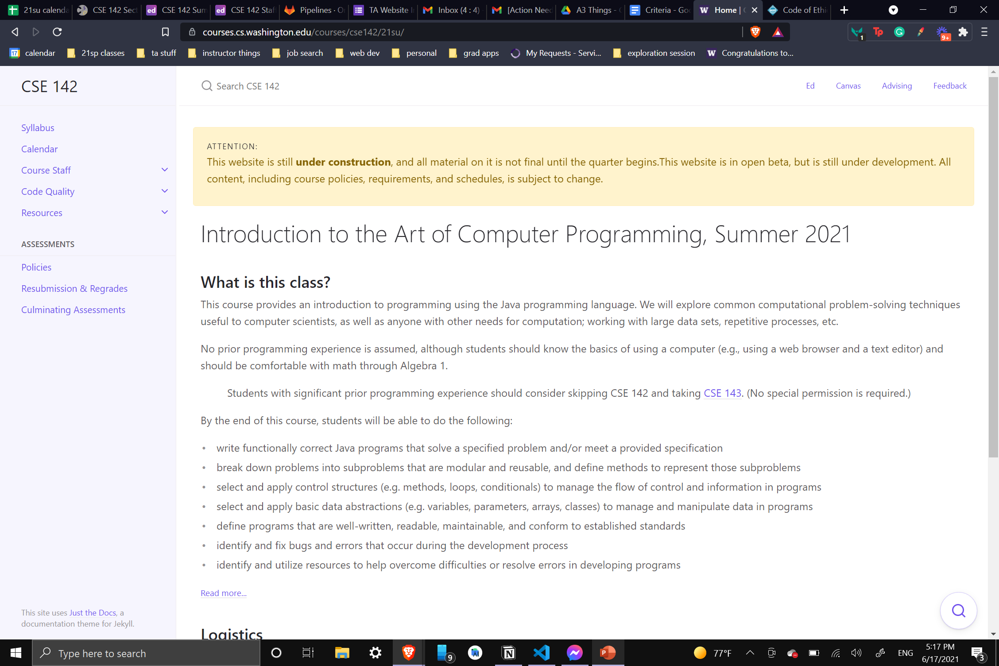 21su calenda
CSE 142 Sect
ed CSE 142 Sum
ed CSE 142 Staf
Pipelines · Or
TA Website I
Inbox (4 : 4)
[Action Need
A3 Things - G
Criteria - Goo
W Home | C
Code of Ethi
courses.cs.washington.edu/courses/cse142/21su/
1
Tp
G
9+
17 calendar
21sp classes
ta stuff
instructor things
job search
web dev
personal
grad apps
My Requests - Servi...
exploration session
W Congratulations to...
CSE 142
Search CSE 142
Ed
Canvas
Advising
Feedback
Syllabus
Calendar
Course Staff
Code Quality
Resources
ASSESSMENTS
Policies
Resubmission & Regrades
Culminating Assessments
This site uses Just the Docs, a
documentation theme for Jekyll.
ATTENTION:
This website is still under construction, and all material on it is not final until the quarter begins.This website is in open beta, but is still under development. All
content, including course policies, requirements, and schedules, is subject to change.
Introduction to the Art of Computer Programming, Summer 2021
What is this class?
This course provides an introduction to programming using the Java programming language. We will explore common computational problem-solving techniques
useful to computer scientists, as well as anyone with other needs for computation; working with large data sets, repetitive processes, etc.
No prior programming experience is assumed, although students should know the basics of using a computer (e.g., using a web browser and a text editor) and
should be comfortable with math through Algebra 1.
Students with significant prior programming experience should consider skipping CSE 142 and taking CSE 143. (No special permission is required.)
By the end of this course, students will be able to do the following:
• write functionally correct Java programs that solve a specified problem and/or meet a provided specification
• break down problems into subproblems that are modular and reusable, and define methods to represent those subproblems
• select and apply control structures (e.g. methods, loops, conditionals) to manage the flow of control and information in programs
• select and apply basic data abstractions (e.g. variables, parameters, arrays, classes) to manage and manipulate data in programs
• define programs that are well-written, readable, maintainable, and conform to established standards
• identify and fix bugs and errors that occur during the development process
• identify and utilize resources to help overcome difficulties or resolve errors in developing programs
Read more...
Logistics
Type here to search
9
N
P
77°F
ENG
5:17 PM
6/17/2021
3